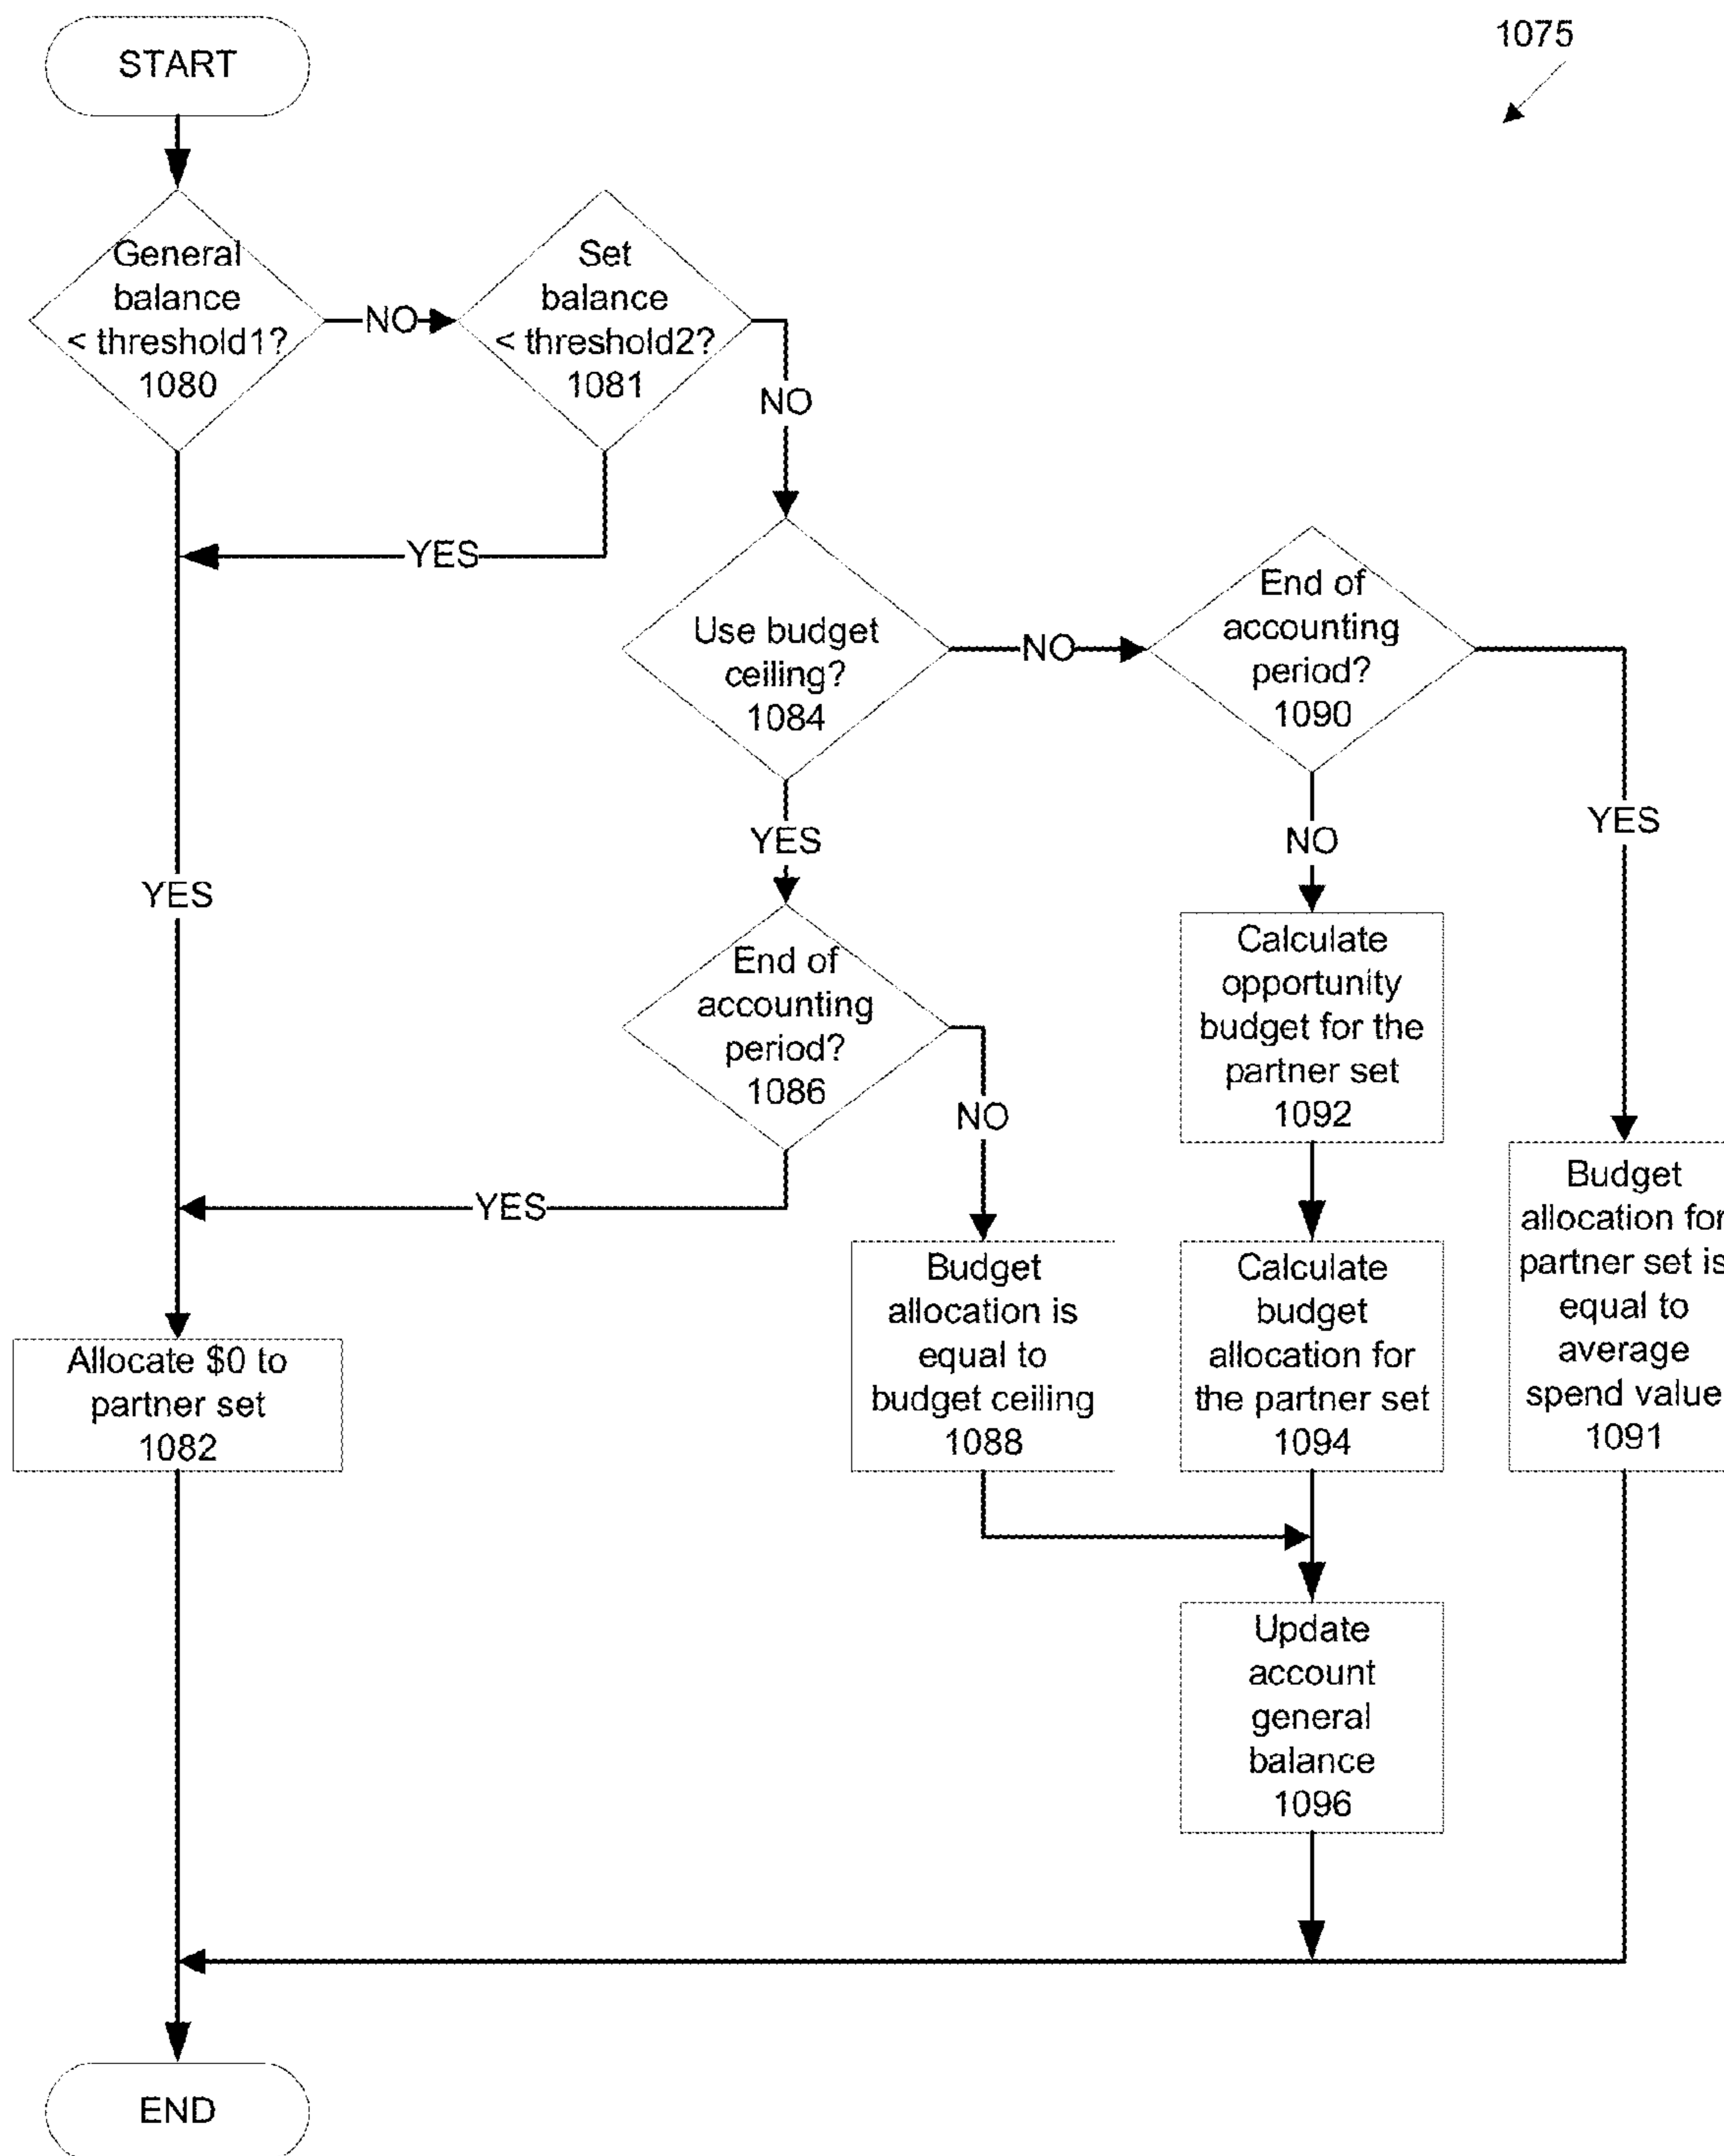 1075
START
General
balance
< threshold1?
1080
NO
Set
balance
< threshold2?
1081
NO
YES
Use budget
ceiling?
1084
NO
End of
accounting
period?
1090
YES
YES
NO
YES
End of
accounting
period?
1086
NO
Calculate
opportunity
budget for the
partner set
1092
YES
Budget
allocation for
partner set is
equal to
average
spend value
1091
Budget
allocation is
equal to
budget ceiling
1088
Calculate
budget
allocation for
the partner set
1094
Allocate $0 to
partner set
1082
Update
account
general
balance
1096
END